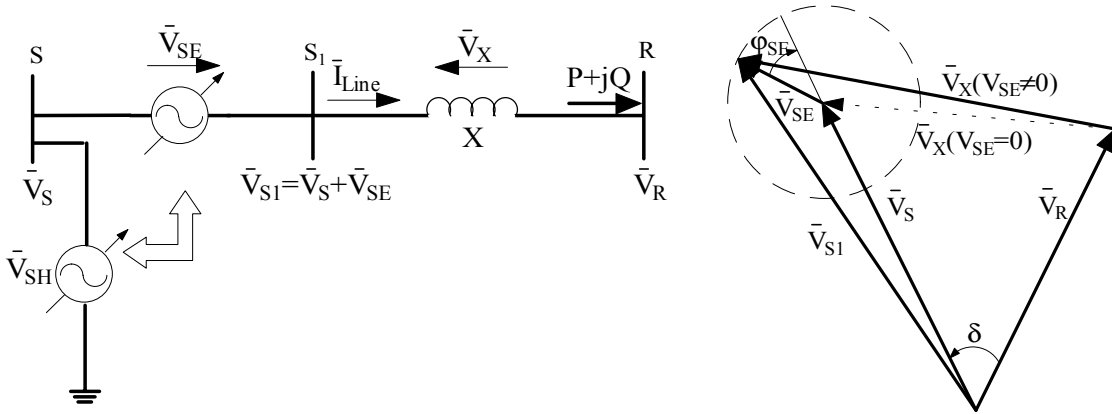 S
V̄SE
S1
ĪLine
V̄X
P+jQ
R
X
V̄S
V̄S1=V̄S+V̄SE
V̄R
V̄SH
φSE
V̄SE
V̄X(VSE≠0)
V̄X(VSE=0)
V̄S
V̄R
V̄S1
δ